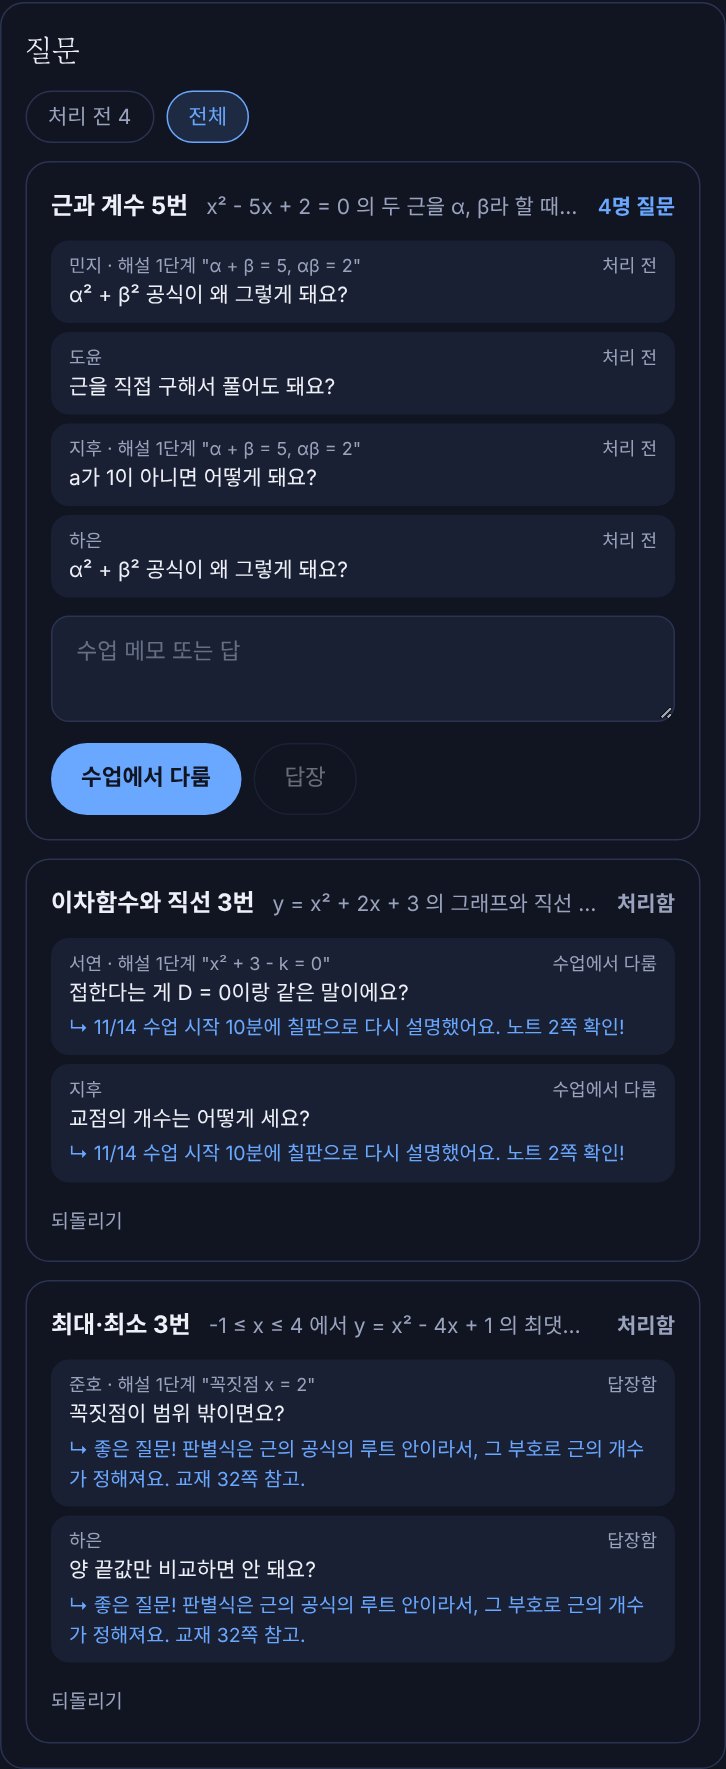 질문
처리 전 4
전체
근과 계수 5번 x² - 5x + 2 = 0 의 두 근을 α, β라 할 때... 4명 질문
민지 · 해설 1단계 "α + β = 5, αβ = 2" 처리 전
α² + β² 공식이 왜 그렇게 돼요?
도윤 처리 전
근을 직접 구해서 풀어도 돼요?
지후 · 해설 1단계 "α + β = 5, αβ = 2" 처리 전
a가 1이 아니면 어떻게 돼요?
하은 처리 전
α² + β² 공식이 왜 그렇게 돼요?
수업 메모 또는 답
수업에서 다룸
답장
이차함수와 직선 3번 y = x² + 2x + 3 의 그래프와 직선 ... 처리함
서연 · 해설 1단계 "x² + 3 - k = 0" 수업에서 다룸
접한다는 게 D = 0이랑 같은 말이에요?
↳ 11/14 수업 시작 10분에 칠판으로 다시 설명했어요. 노트 2쪽 확인!
지후 수업에서 다룸
교점의 개수는 어떻게 세요?
↳ 11/14 수업 시작 10분에 칠판으로 다시 설명했어요. 노트 2쪽 확인!
되돌리기
최대·최소 3번 -1 ≤ x ≤ 4 에서 y = x² - 4x + 1 의 최댓... 처리함
준호 · 해설 1단계 "꼭짓점 x = 2" 답장함
꼭짓점이 범위 밖이면요?
↳ 좋은 질문! 판별식은 근의 공식의 루트 안이라서, 그 부호로 근의 개수
가 정해져요. 교재 32쪽 참고.
하은 답장함
양 끝값만 비교하면 안 돼요?
↳ 좋은 질문! 판별식은 근의 공식의 루트 안이라서, 그 부호로 근의 개수
가 정해져요. 교재 32쪽 참고.
되돌리기